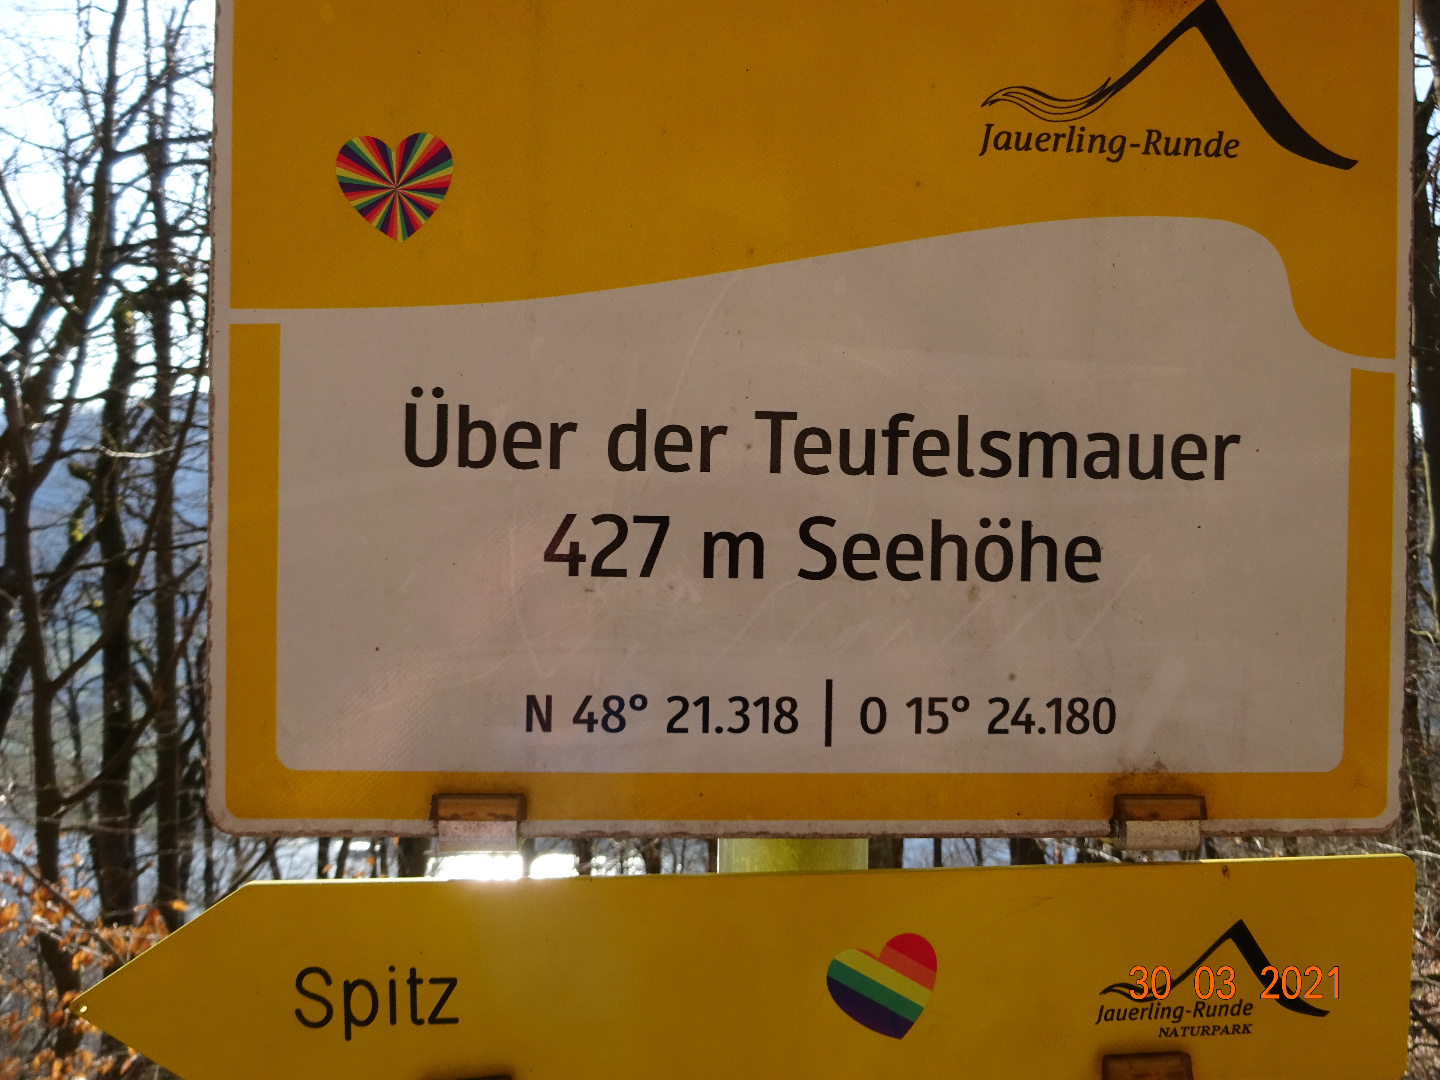 Jauerling-Runde
Über der Teufelsmauer
427 m Seehöhe
N 48° 21.318 | O 15° 24.180
Spitz
Jauerling-Runde
NATURPARK
30 03 2021